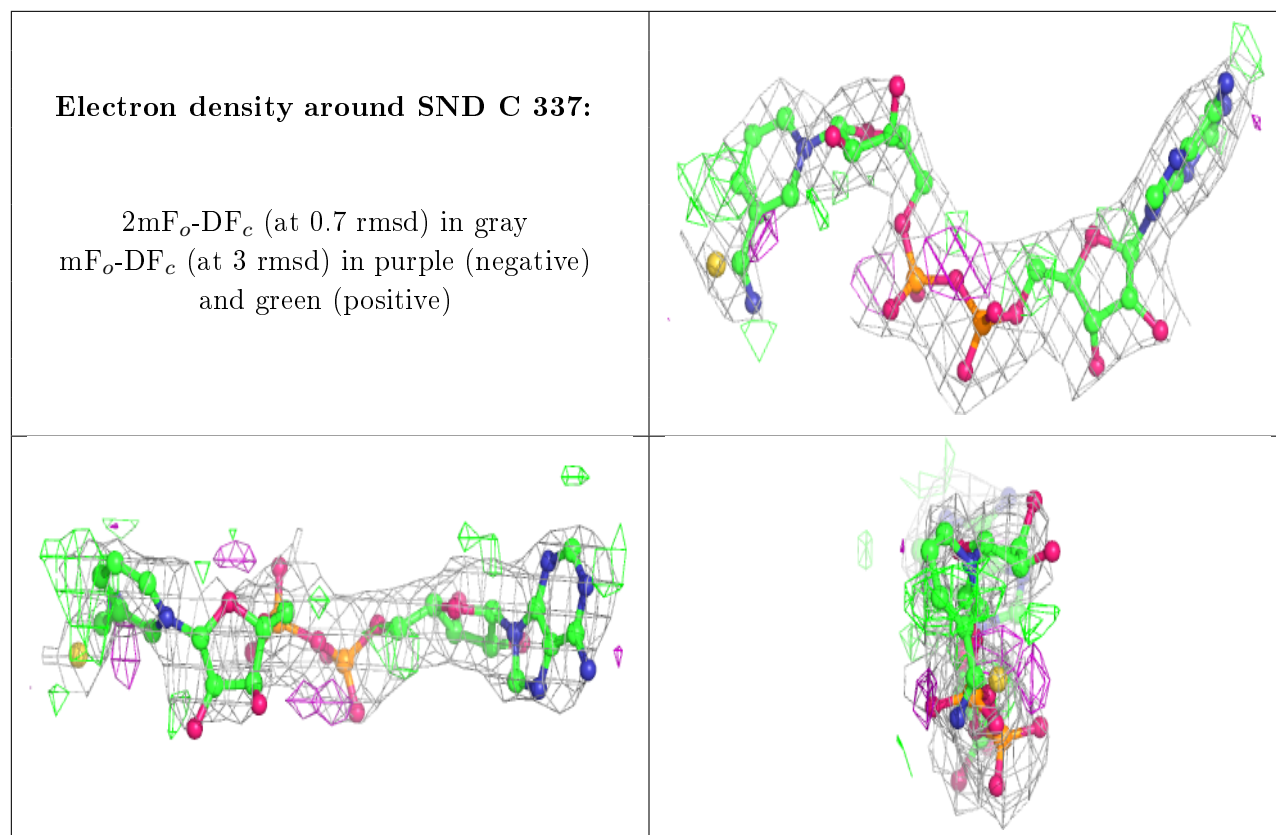 Electron density around SND C 337:
2mFo-DFc (at 0.7 rmsd) in gray
mFo-DFc (at 3 rmsd) in purple (negative)
and green (positive)